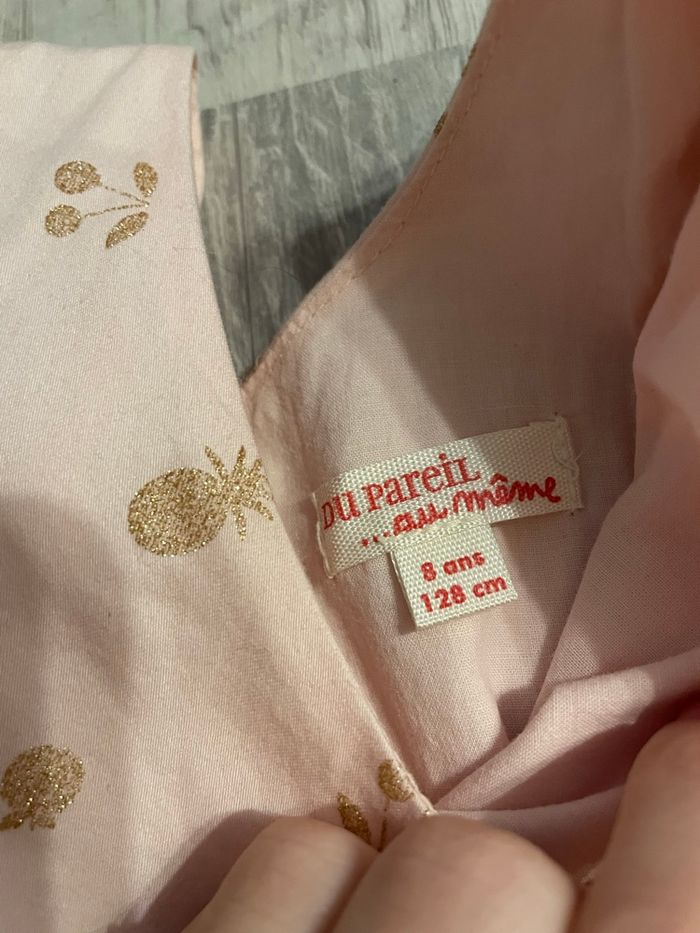 DU PareiL
...au même
8 ans
128 cm